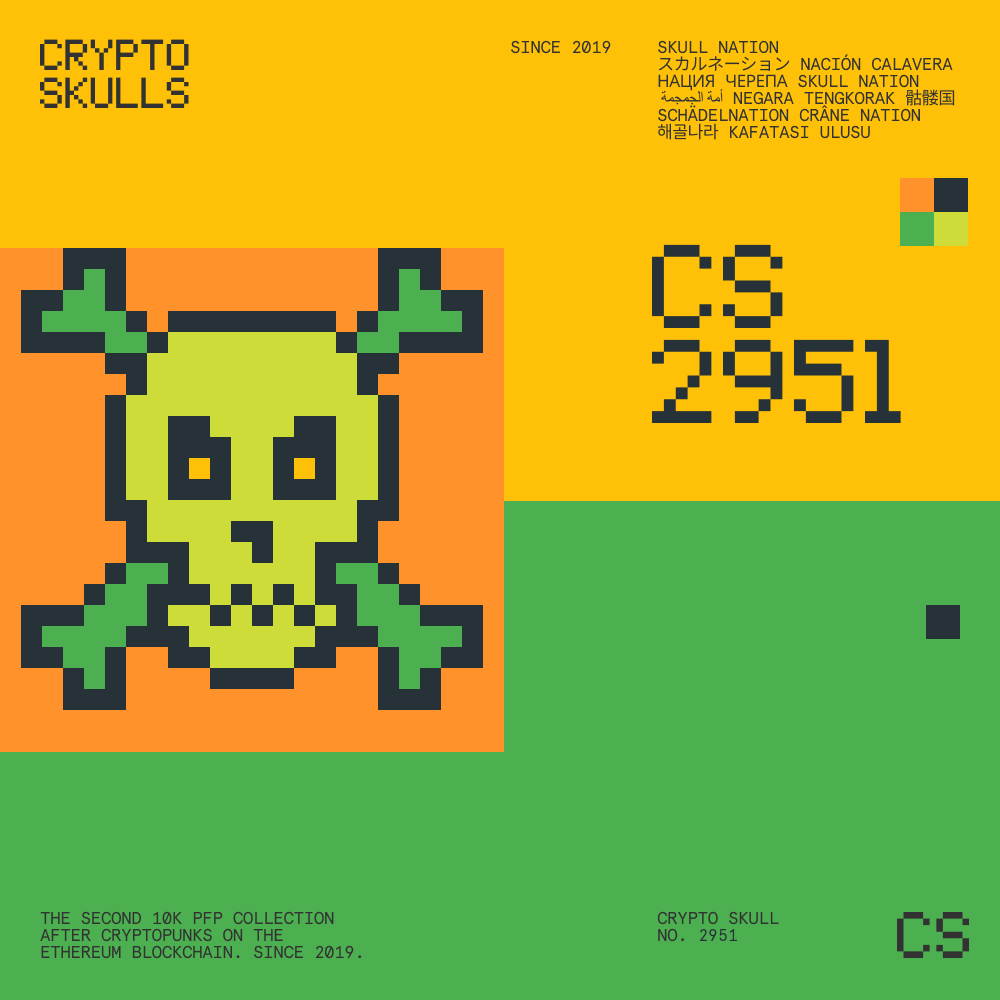 CRYPTO
SKULLS
SINCE 2019
SKULL NATION
スカルネーション NACIÓN CALAVERA
НАЦИЯ ЧЕРЕПА SKULL NATION
أمة الجمجمة NEGARA TENGKORAK 骷髅国
SCHÄDELNATION CRÂNE NATION
해골나라 KAFATASI ULUSU
CS
2951
THE SECOND 10K PFP COLLECTION
AFTER CRYPTOPUNKS ON THE
ETHEREUM BLOCKCHAIN. SINCE 2019.
CRYPTO SKULL
NO. 2951
CS